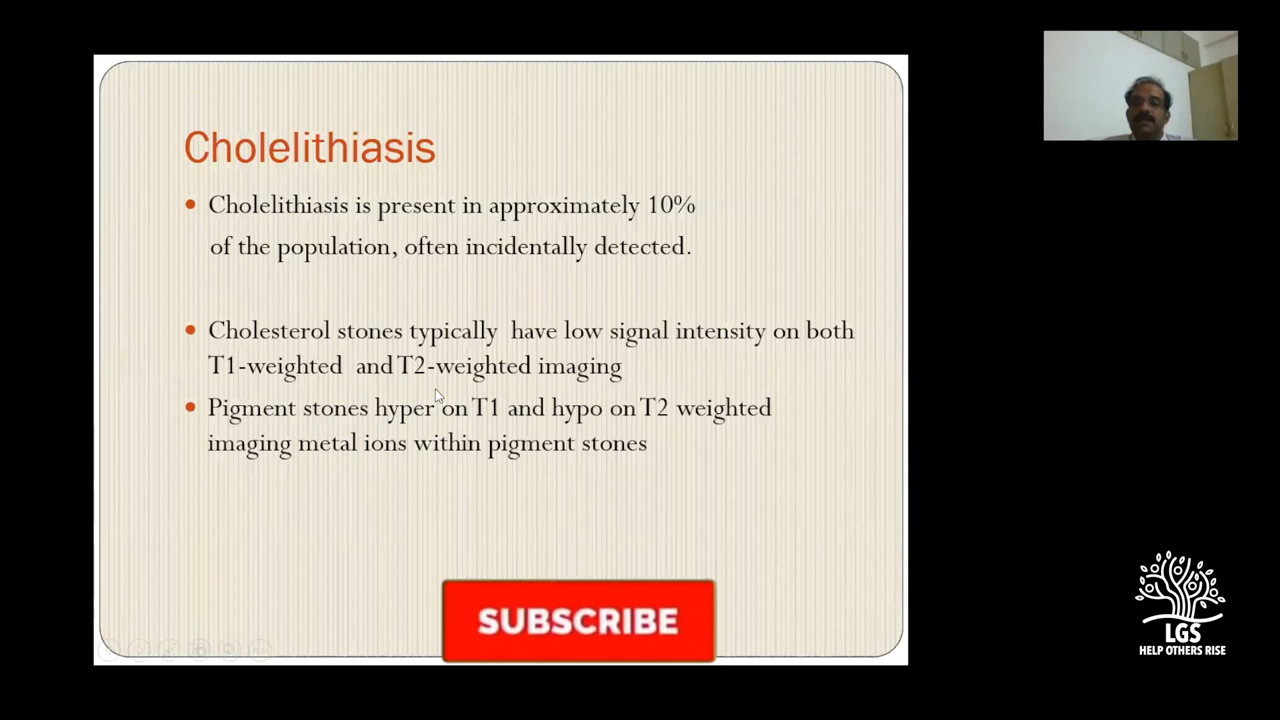 Cholelithiasis
Cholelithiasis is present in approximately 10%
of the population, often incidentally detected.
Cholesterol stones typically have low signal intensity on both
T1-weighted and T2-weighted imaging
Pigment stones hyper on T1 and hypo on T2 weighted
imaging metal ions within pigment stones
SUBSCRIBE
LGS
HELP OTHERS RISE